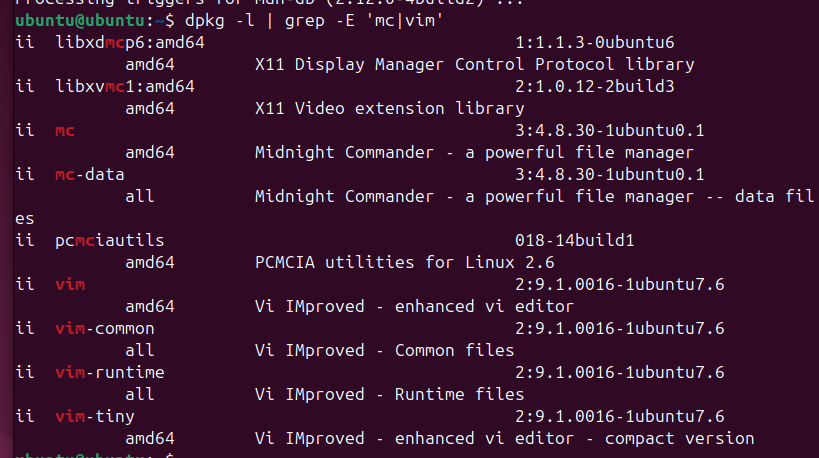 Processing triggers for man-db (2.12.0-4build2) ...
ubuntu@ubuntu:~$ dpkg -l | grep -E 'mc|vim'
ii  libxdmcp6:amd64                               1:1.1.3-0ubuntu6
           amd64        X11 Display Manager Control Protocol library
ii  libxvmc1:amd64                                2:1.0.12-2build3
           amd64        X11 Video extension library
ii  mc                                            3:4.8.30-1ubuntu0.1
           amd64        Midnight Commander - a powerful file manager
ii  mc-data                                       3:4.8.30-1ubuntu0.1
           all          Midnight Commander - a powerful file manager -- data fil
es
ii  pcmciautils                                   018-14build1
           amd64        PCMCIA utilities for Linux 2.6
ii  vim                                           2:9.1.0016-1ubuntu7.6
           amd64        Vi IMproved - enhanced vi editor
ii  vim-common                                    2:9.1.0016-1ubuntu7.6
           all          Vi IMproved - Common files
ii  vim-runtime                                   2:9.1.0016-1ubuntu7.6
           all          Vi IMproved - Runtime files
ii  vim-tiny                                      2:9.1.0016-1ubuntu7.6
           amd64        Vi IMproved - enhanced vi editor - compact version
ubuntu@ubuntu:~$